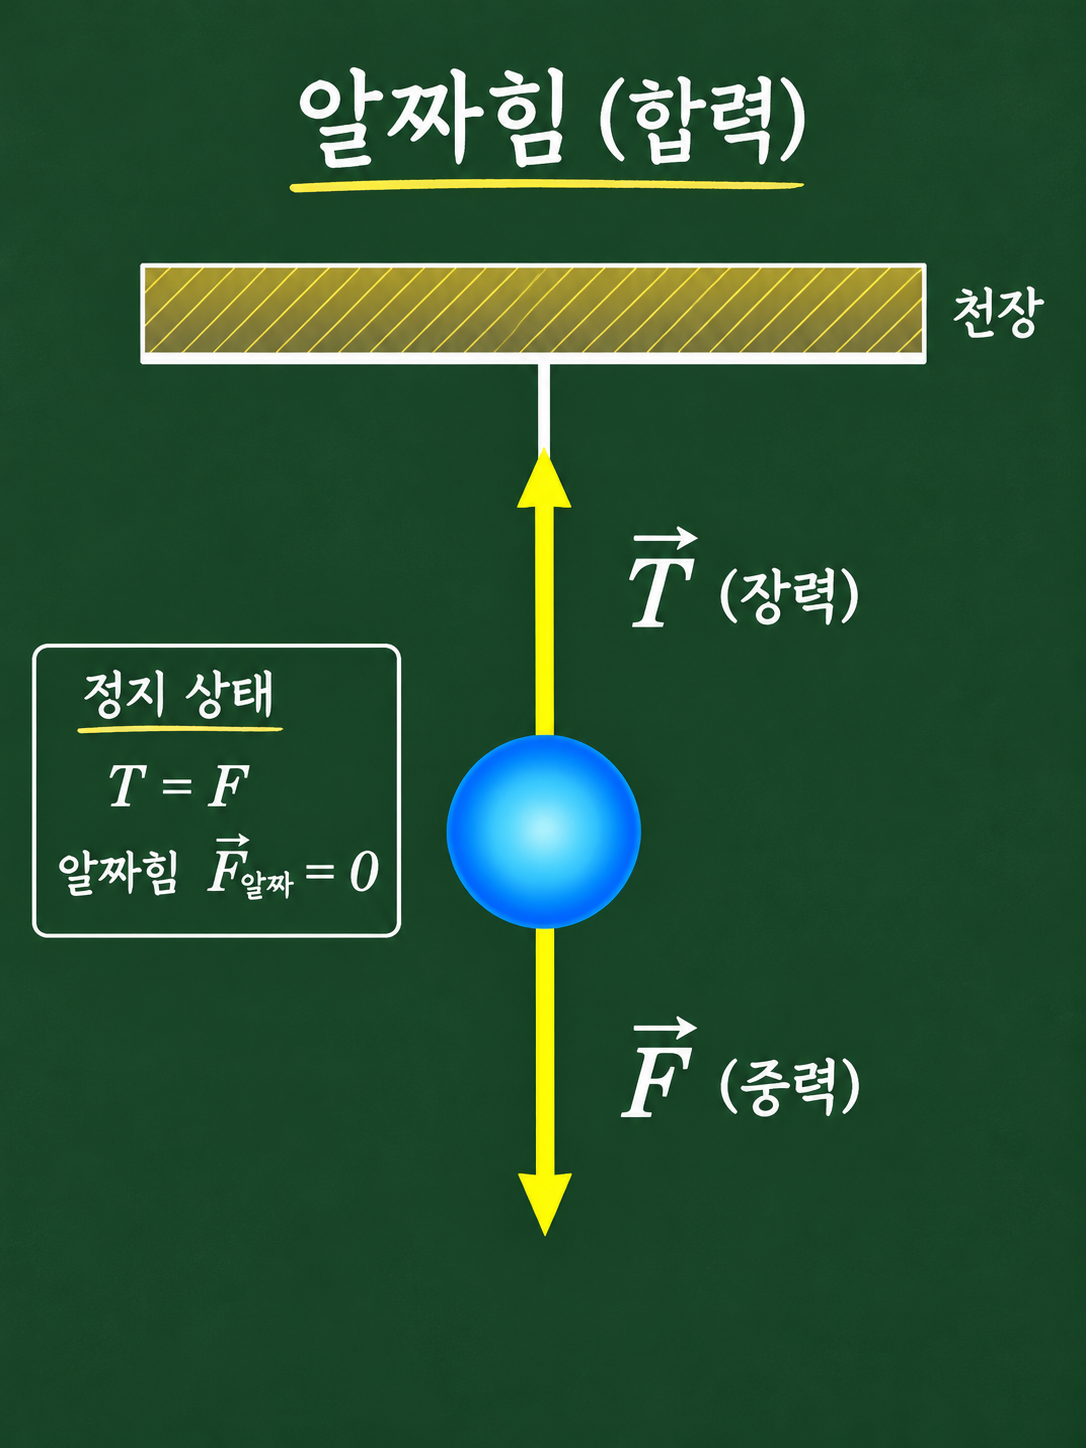 알짜힘 (합력)
천장
T⃗ (장력)
정지 상태
T = F
알짜힘 F⃗알짜 = 0
F⃗ (중력)